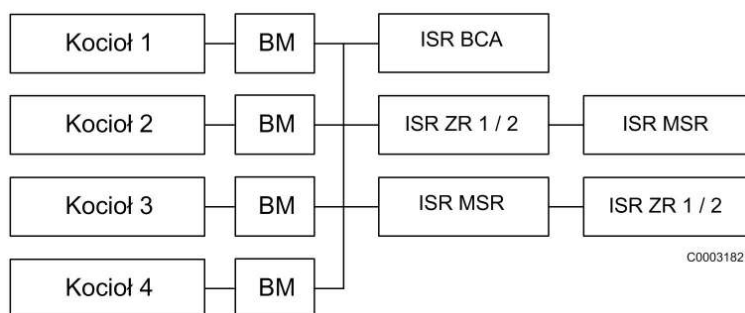 Kocioł 1 BM ISR BCA
Kocioł 2 BM ISR ZR 1 / 2 ISR MSR
Kocioł 3 BM ISR MSR ISR ZR 1 / 2
C0003182
Kocioł 4 BM